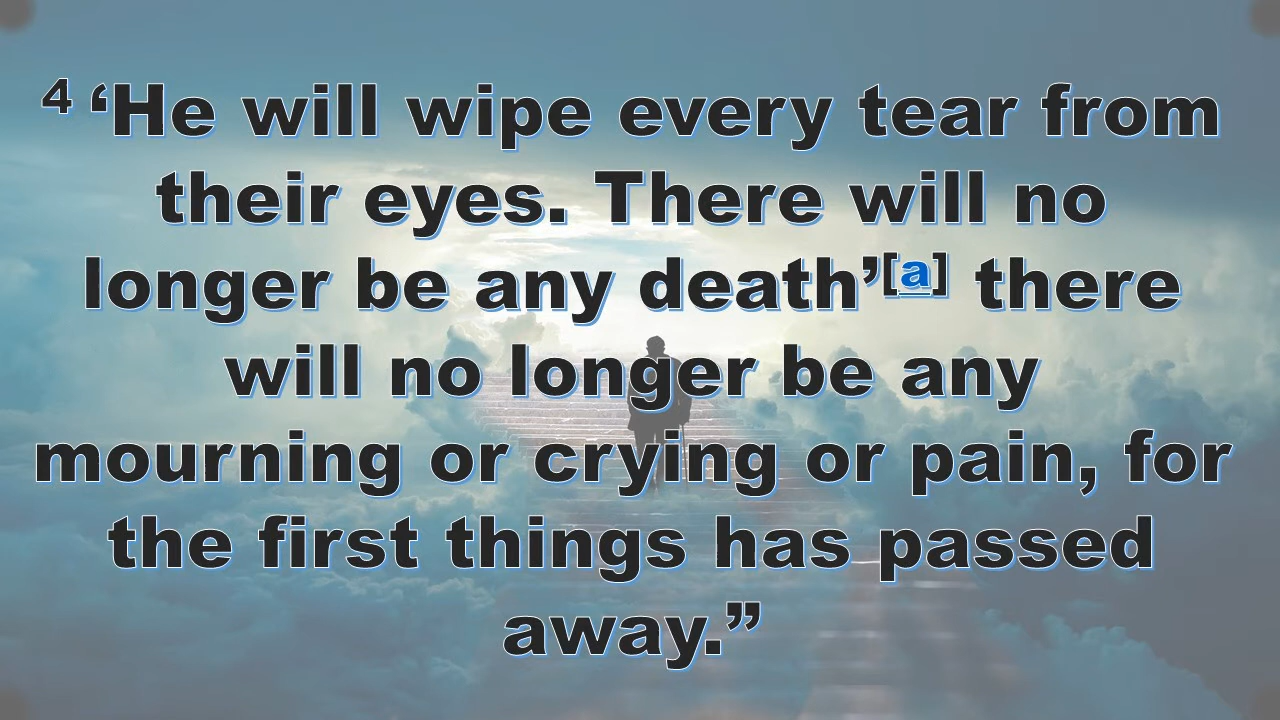 4 ‘He will wipe every tear from
their eyes. There will no
longer be any death’[a] there
will no longer be any
mourning or crying or pain, for
the first things has passed
away.”